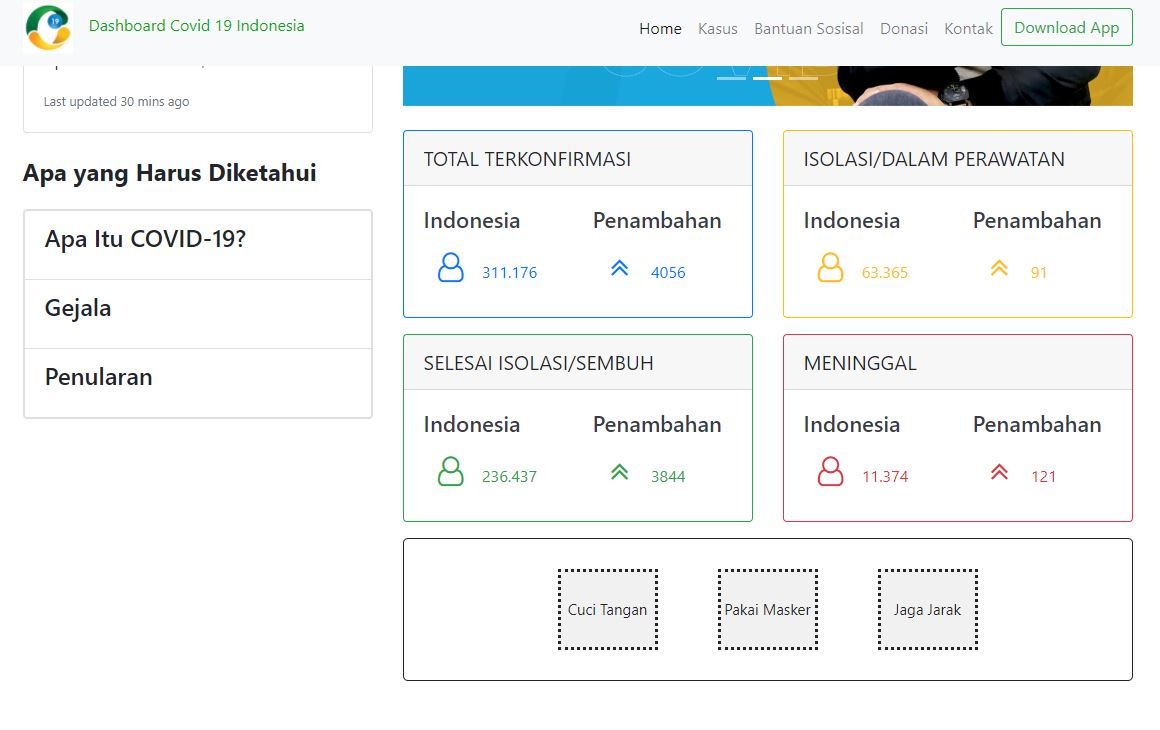 19
Dashboard Covid 19 Indonesia
Home
Kasus
Bantuan Sosisal
Donasi
Kontak
Download App
Last updated 30 mins ago
Apa yang Harus Diketahui
Apa Itu COVID-19?
Gejala
Penularan
TOTAL TERKONFIRMASI
Indonesia
Penambahan
311.176
4056
ISOLASI/DALAM PERAWATAN
Indonesia
Penambahan
63.365
91
SELESAI ISOLASI/SEMBUH
Indonesia
Penambahan
236.437
3844
MENINGGAL
Indonesia
Penambahan
11.374
121
Cuci Tangan
Pakai Masker
Jaga Jarak